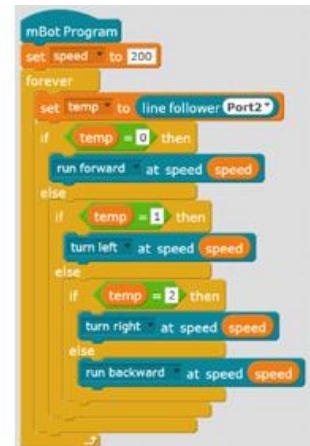 mBot Program
set speed to 200
forever
set temp to line follower Port2
if temp = 0 then
run forward at speed speed
else
if temp = 1 then
turn left at speed speed
else
if temp = 2 then
turn right at speed speed
else
run backward at speed speed